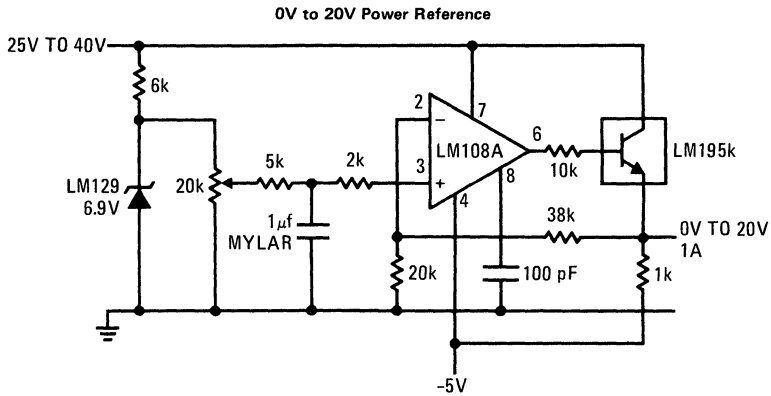 0V to 20V Power Reference
25V TO 40V
6k
2
7
5k
2k
6
LM108A
LM195k
LM129
6.9V
20k
3
8
10k
4
1μf
MYLAR
38k
0V TO 20V
1A
20k
100 pF
1k
−5V